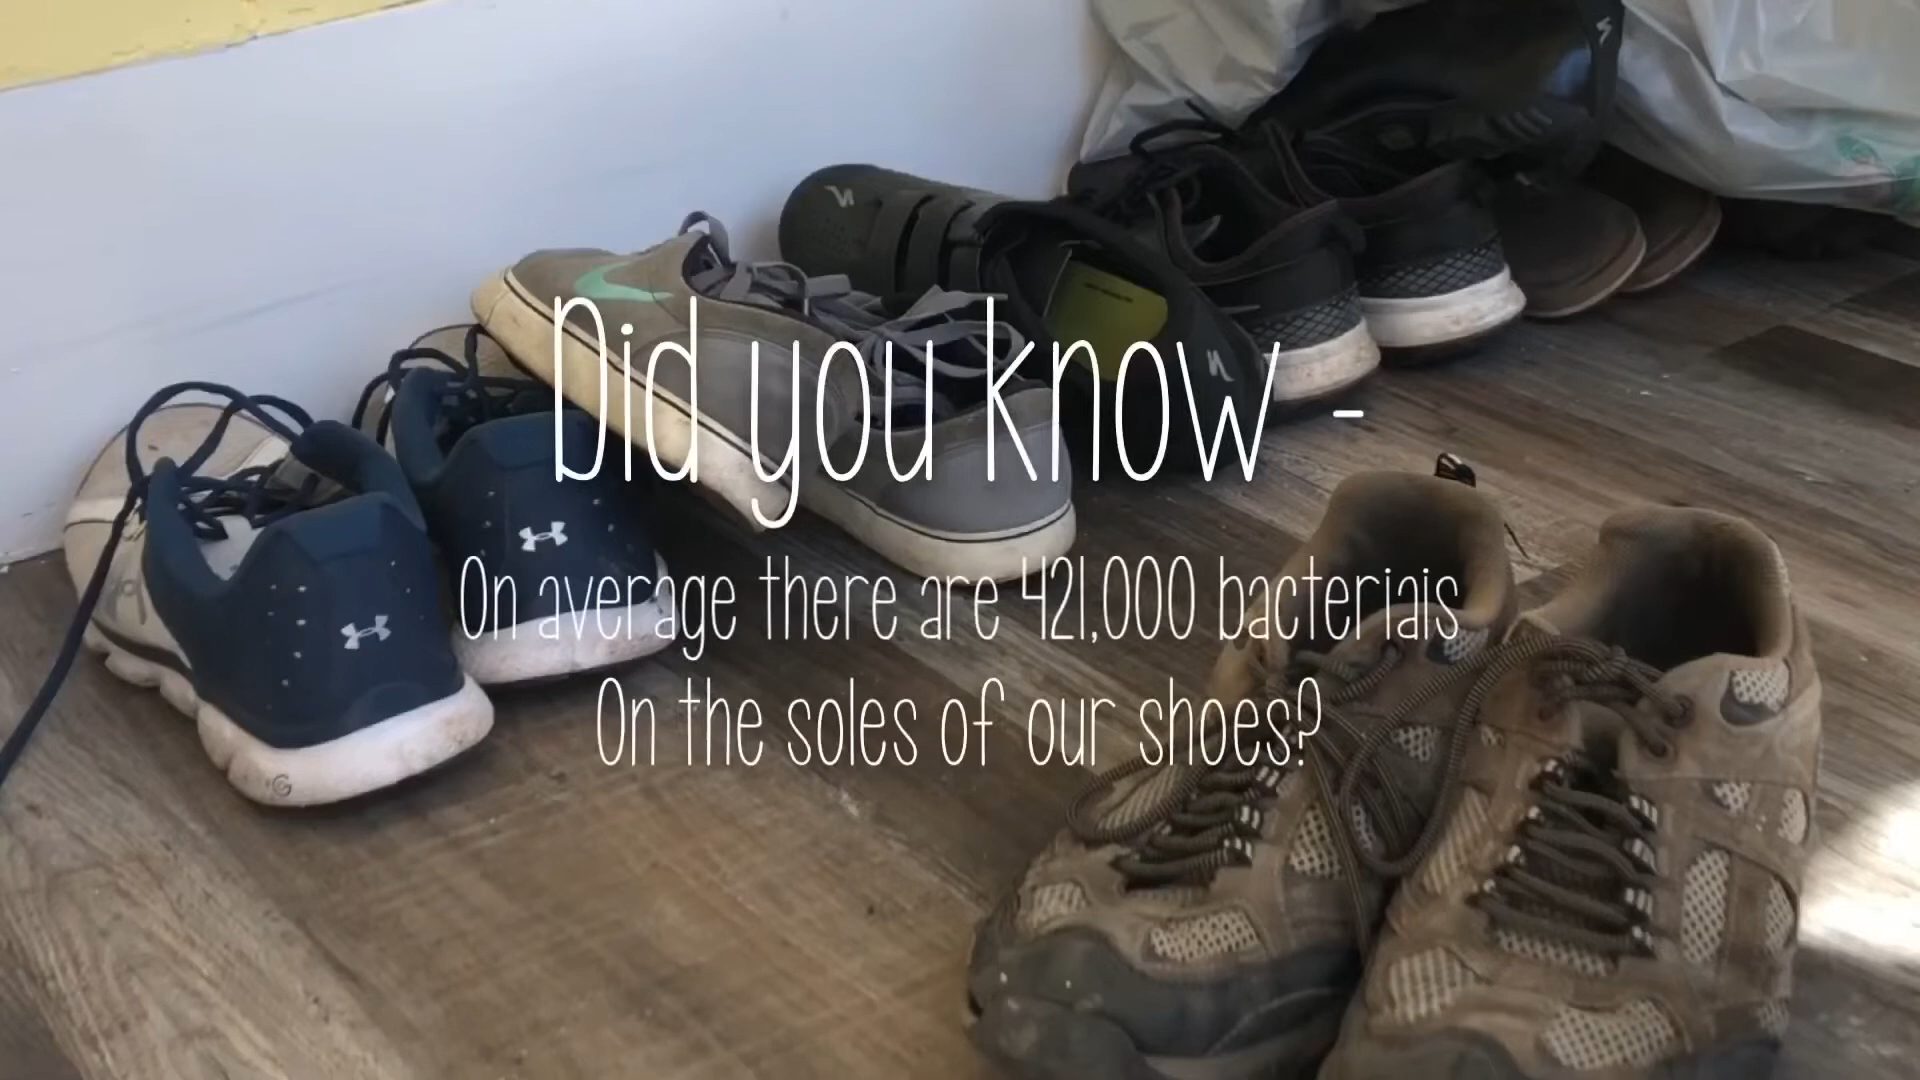 Did you know -
On average there are 421,000 bacteriais
On the soles of our shoes?